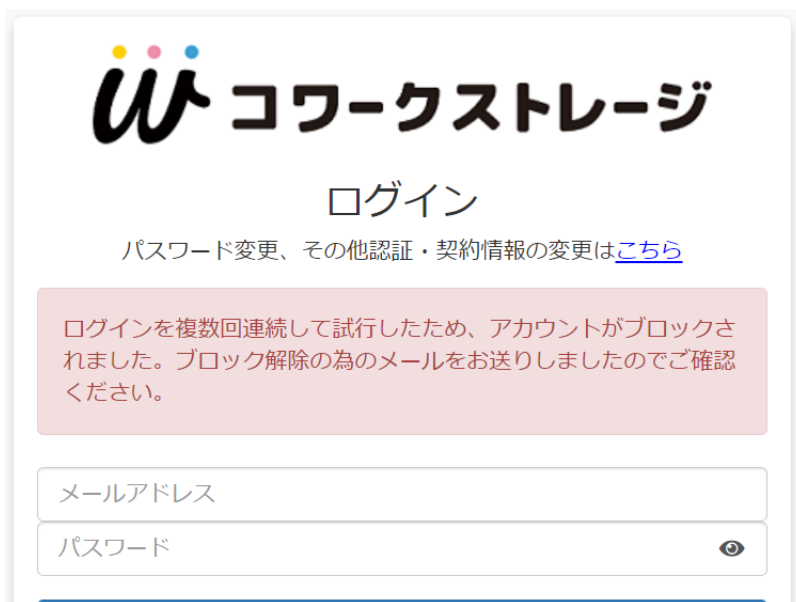 コワークストレージ
ログイン
パスワード変更、その他認証・契約情報の変更はこちら
ログインを複数回連続して試行したため、アカウントがブロックさ
れました。ブロック解除の為のメールをお送りしましたのでご確認
ください。
メールアドレス
パスワード